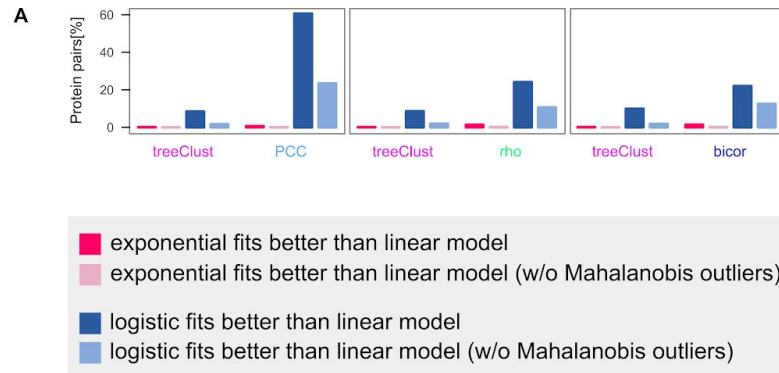 A
Protein pairs[%]
60
40
20
0
treeClust PCC treeClust rho treeClust bicor
exponential fits better than linear model
exponential fits better than linear model (w/o Mahalanobis outliers)
logistic fits better than linear model
logistic fits better than linear model (w/o Mahalanobis outliers)